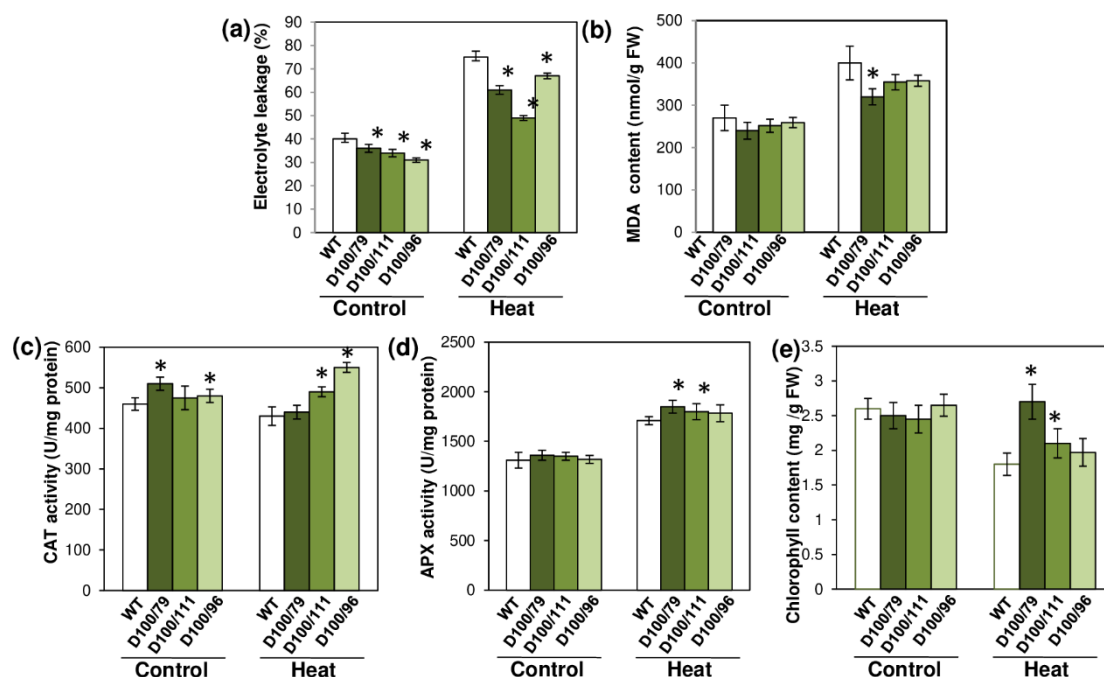 (a)
Electrolyte leakage (%)
90
80
70
60
50
40
30
20
10
0
* * * * * *
WT D100/79 D100/111 D100/96 WT D100/79 D100/111 D100/96
Control Heat
(b)
MDA content (nmol/g FW)
500
400
300
200
100
0
*
WT D100/79 D100/111 D100/96 WT D100/79 D100/111 D100/96
Control Heat
(c)
CAT activity (U/mg protein)
600
500
400
300
200
100
0
* * * *
WT D100/79 D100/111 D100/96 WT D100/79 D100/111 D100/96
Control Heat
(d)
APX activity (U/mg protein)
2500
2000
1500
1000
500
0
* *
WT D100/79 D100/111 D100/96 WT D100/79 D100/111 D100/96
Control Heat
(e)
Chlorophyll content (mg /g FW)
3.5
3
2.5
2
1.5
1
0.5
0
* *
WT D100/79 D100/111 D100/96 WT D100/79 D100/111 D100/96
Control Heat